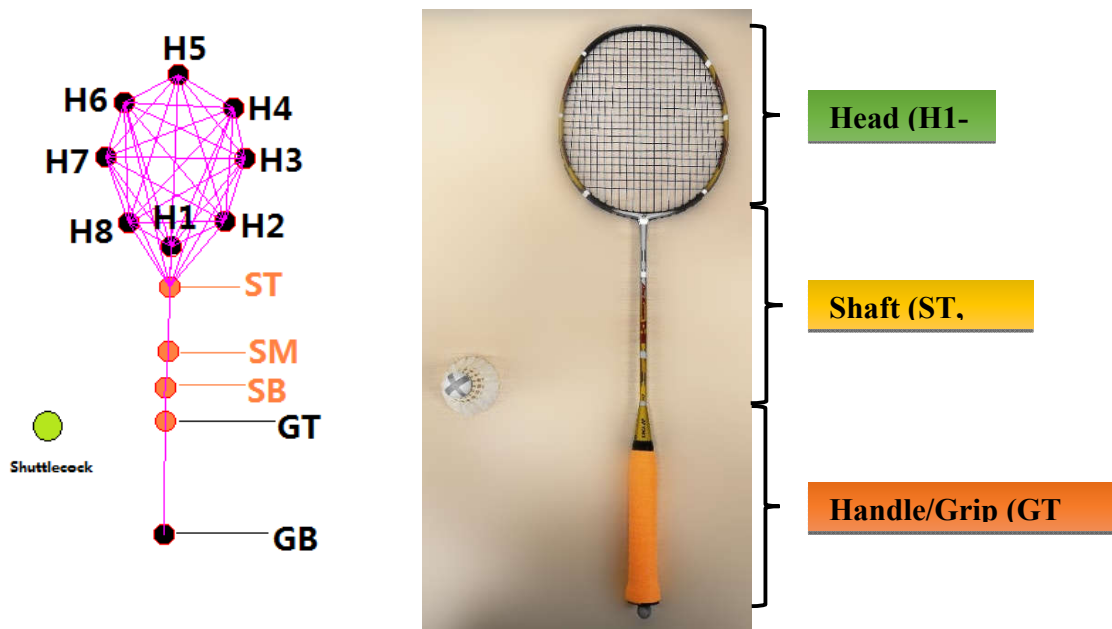 H5
H6
H4
H7
H3
H1
H8
H2
ST
SM
SB
GT
Shuttlecock
GB
Head (H1-
Shaft (ST,
Handle/Grip (GT